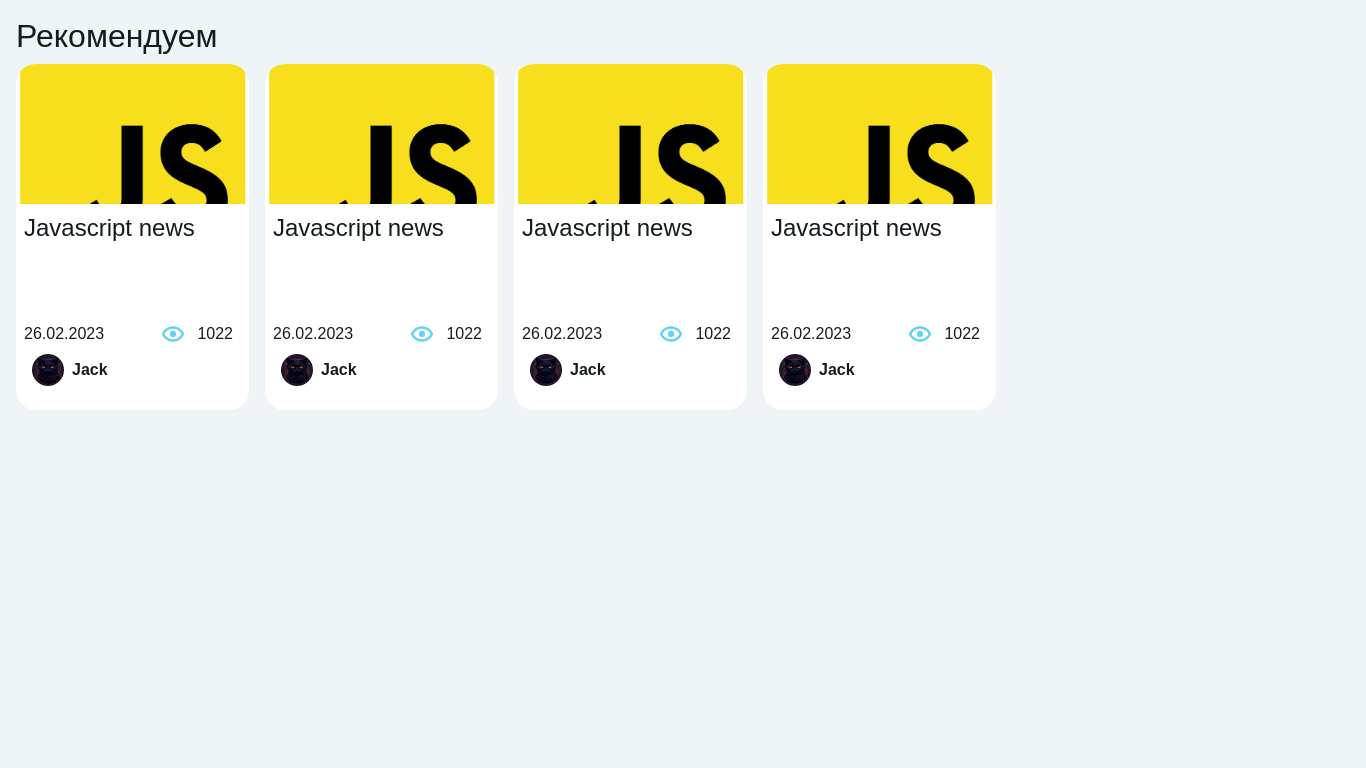 Рекомендуем
JS JS JS JS
Javascript news Javascript news Javascript news Javascript news
26.02.2023 1022 26.02.2023 1022 26.02.2023 1022 26.02.2023 1022
Jack Jack Jack Jack